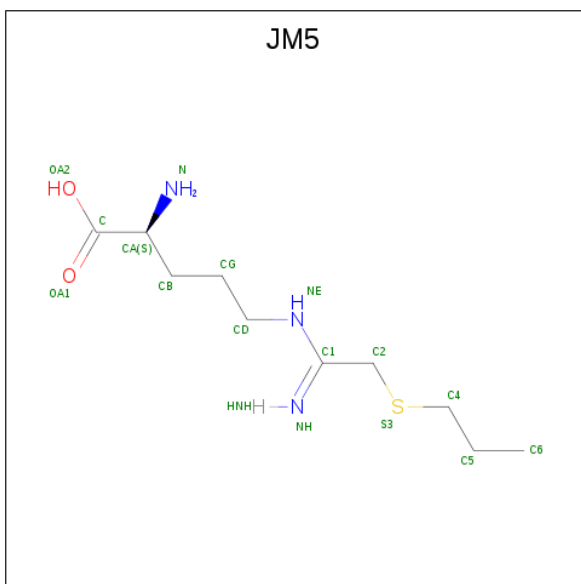 JM5
OA2 N
HO NH₂
C
CA(S) CG
O H NE
OA1 CB N
CD C1 C2
HNH H N S C4
NH S3
C5 C6